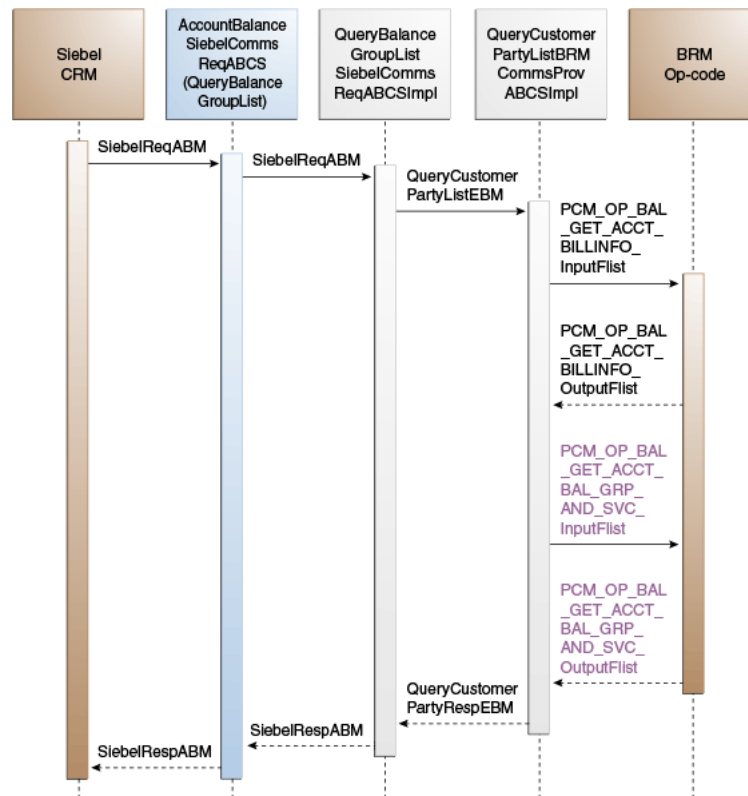 Siebel
CRM
AccountBalance
SiebelComms
ReqABCS
(QueryBalance
GroupList)
QueryBalance
GroupList
SiebelComms
ReqABCSImpl
QueryCustomer
PartyListBRM
CommsProv
ABCSImpl
BRM
Op-code
SiebelReqABM
SiebelReqABM
QueryCustomer
PartyListEBM
PCM_OP_BAL
_GET_ACCT_
BILLINFO_
InputFlist
PCM_OP_BAL
_GET_ACCT_
BILLINFO_
OutputFlist
PCM_OP_BAL
_GET_ACCT_
BAL_GRP_
AND_SVC_
InputFlist
PCM_OP_BAL
_GET_ACCT_
BAL_GRP_
AND_SVC_
OutputFlist
QueryCustomer
PartyRespEBM
SiebelRespABM
SiebelRespABM